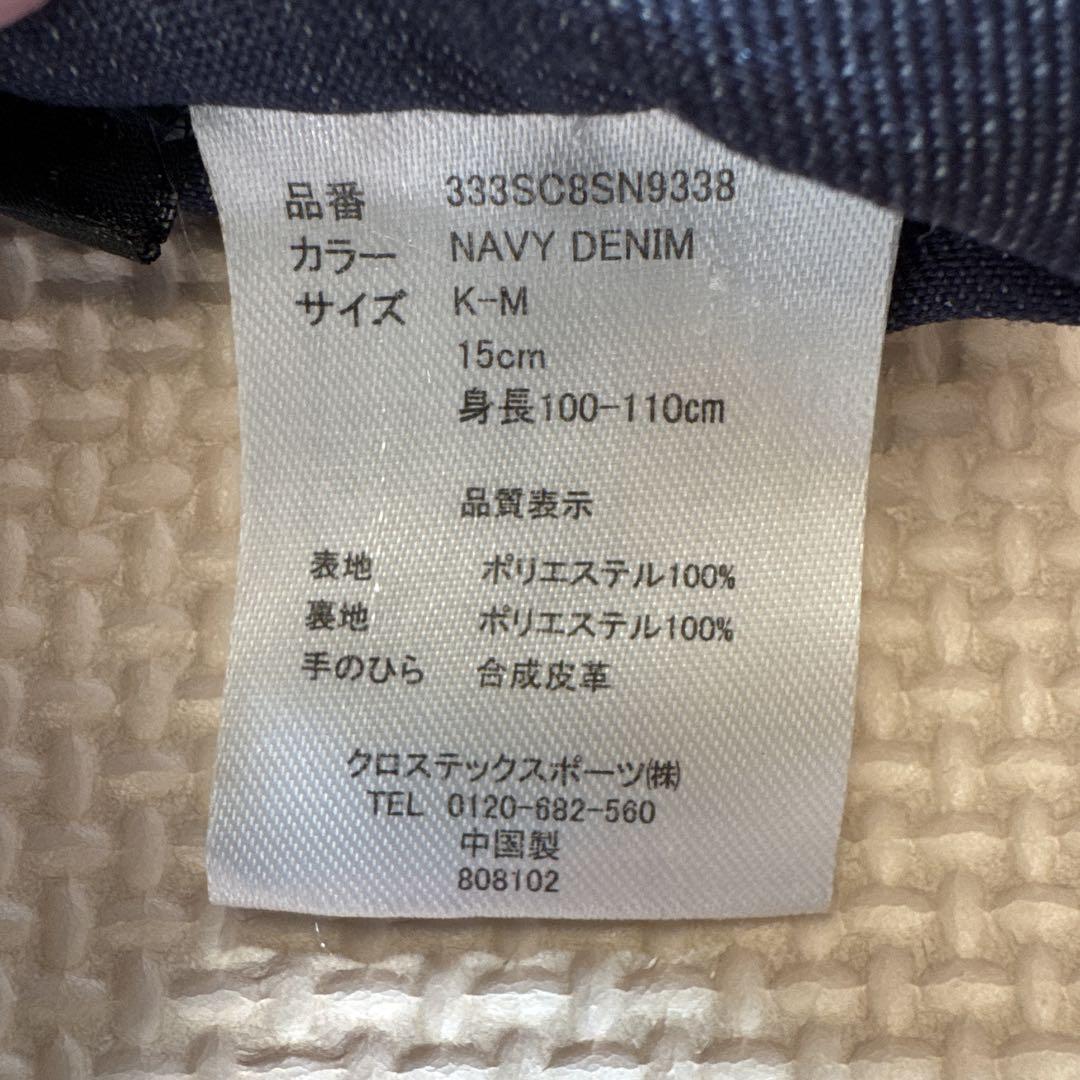 品番 333SC8SN9338
カラー NAVY DENIM
サイズ K-M
15cm
身長100-110cm
品質表示
表地 ポリエステル100%
裏地 ポリエステル100%
手のひら 合成皮革
クロステックスポーツ㈱
TEL 0120-682-560
中国製
808102